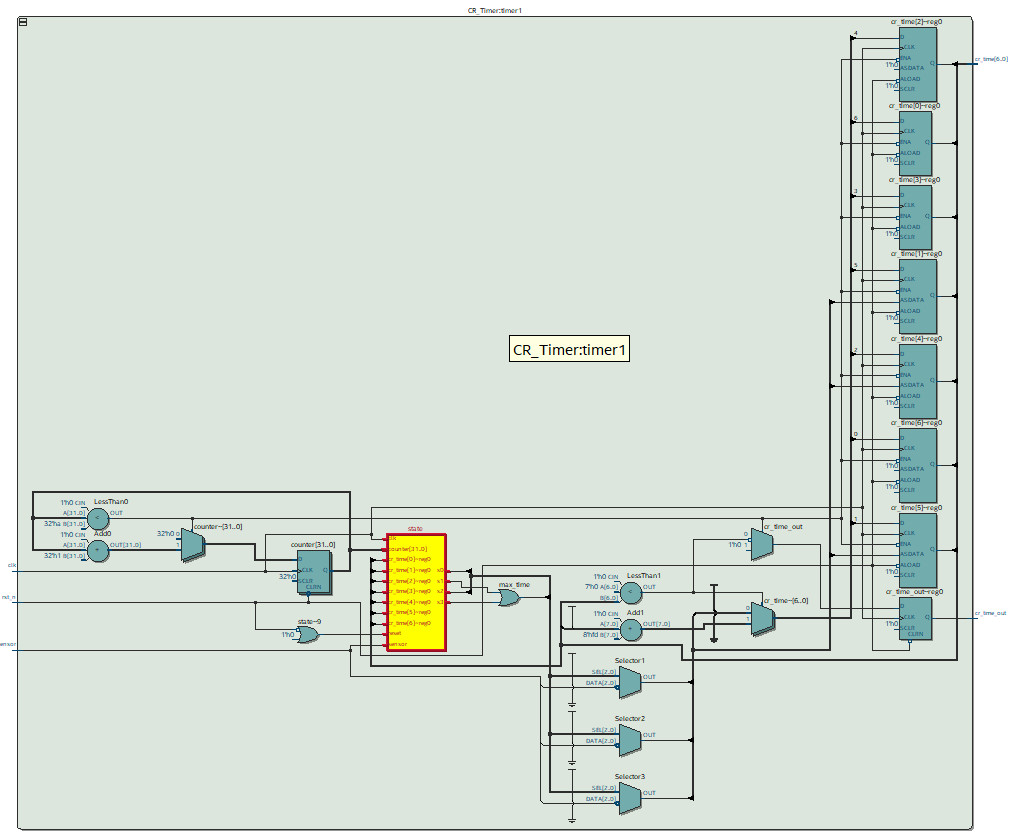 CR_Timer:timer1
cr_time[2]~reg0
4
D
CLK
ENA
1'h0
ASDATA
ALOAD
1'h0
SCLR
Q
cr_time[6..0]
cr_time[0]~reg0
6
D
CLK
ENA
ALOAD
1'h0
SCLR
Q
cr_time[3]~reg0
3
D
CLK
ENA
ALOAD
1'h0
SCLR
Q
cr_time[1]~reg0
5
D
CLK
ENA
ASDATA
ALOAD
1'h0
SCLR
Q
CR_Timer:timer1
cr_time[4]~reg0
2
D
CLK
ENA
ASDATA
ALOAD
1'h0
SCLR
Q
cr_time[6]~reg0
0
D
CLK
ENA
1'h0
ASDATA
ALOAD
1'h0
SCLR
Q
cr_time[5]~reg0
1
D
CLK
ENA
ASDATA
ALOAD
1'h0
SCLR
Q
LessThan0
1'h0 CIN
A[31..0]
32'ha B[31..0]
OUT
<
Add0
1'h0 CIN
A[31..0]
32'h1 B[31..0]
OUT[31..0]
+
counter~[31..0]
32'h0 0
1
counter[31..0]
D
CLK
32'h0
SCLR
CLRN
Q
clk
rst_n
sensor
state~9
1'h0
state
clk
counter[31..0]
cr_time[0]~reg0
cr_time[1]~reg0
cr_time[2]~reg0
cr_time[3]~reg0
cr_time[4]~reg0
cr_time[5]~reg0
cr_time[6]~reg0
reset
sensor
s0
s1
s2
s3
max_time
LessThan1
1'h0 CIN
7'h0 A[6..0]
B[6..0]
OUT
<
Add1
1'h0 CIN
A[7..0]
8'hfd B[7..0]
OUT[7..0]
+
cr_time_out
0
1'h0 1
cr_time~[6..0]
0
1
cr_time_out~reg0
D
CLK
1'h0
SCLR
CLRN
Q
cr_time_out
Selector1
SEL[2..0]
DATA[2..0]
OUT
Selector2
SEL[2..0]
DATA[2..0]
OUT
Selector3
SEL[2..0]
DATA[2..0]
OUT